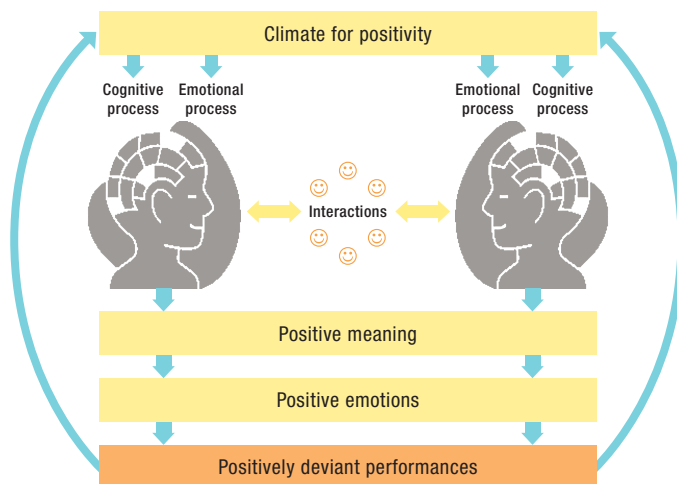 Climate for positivity
Cognitive process
Emotional process
Emotional process
Cognitive process
Interactions
Positive meaning
Positive emotions
Positively deviant performances